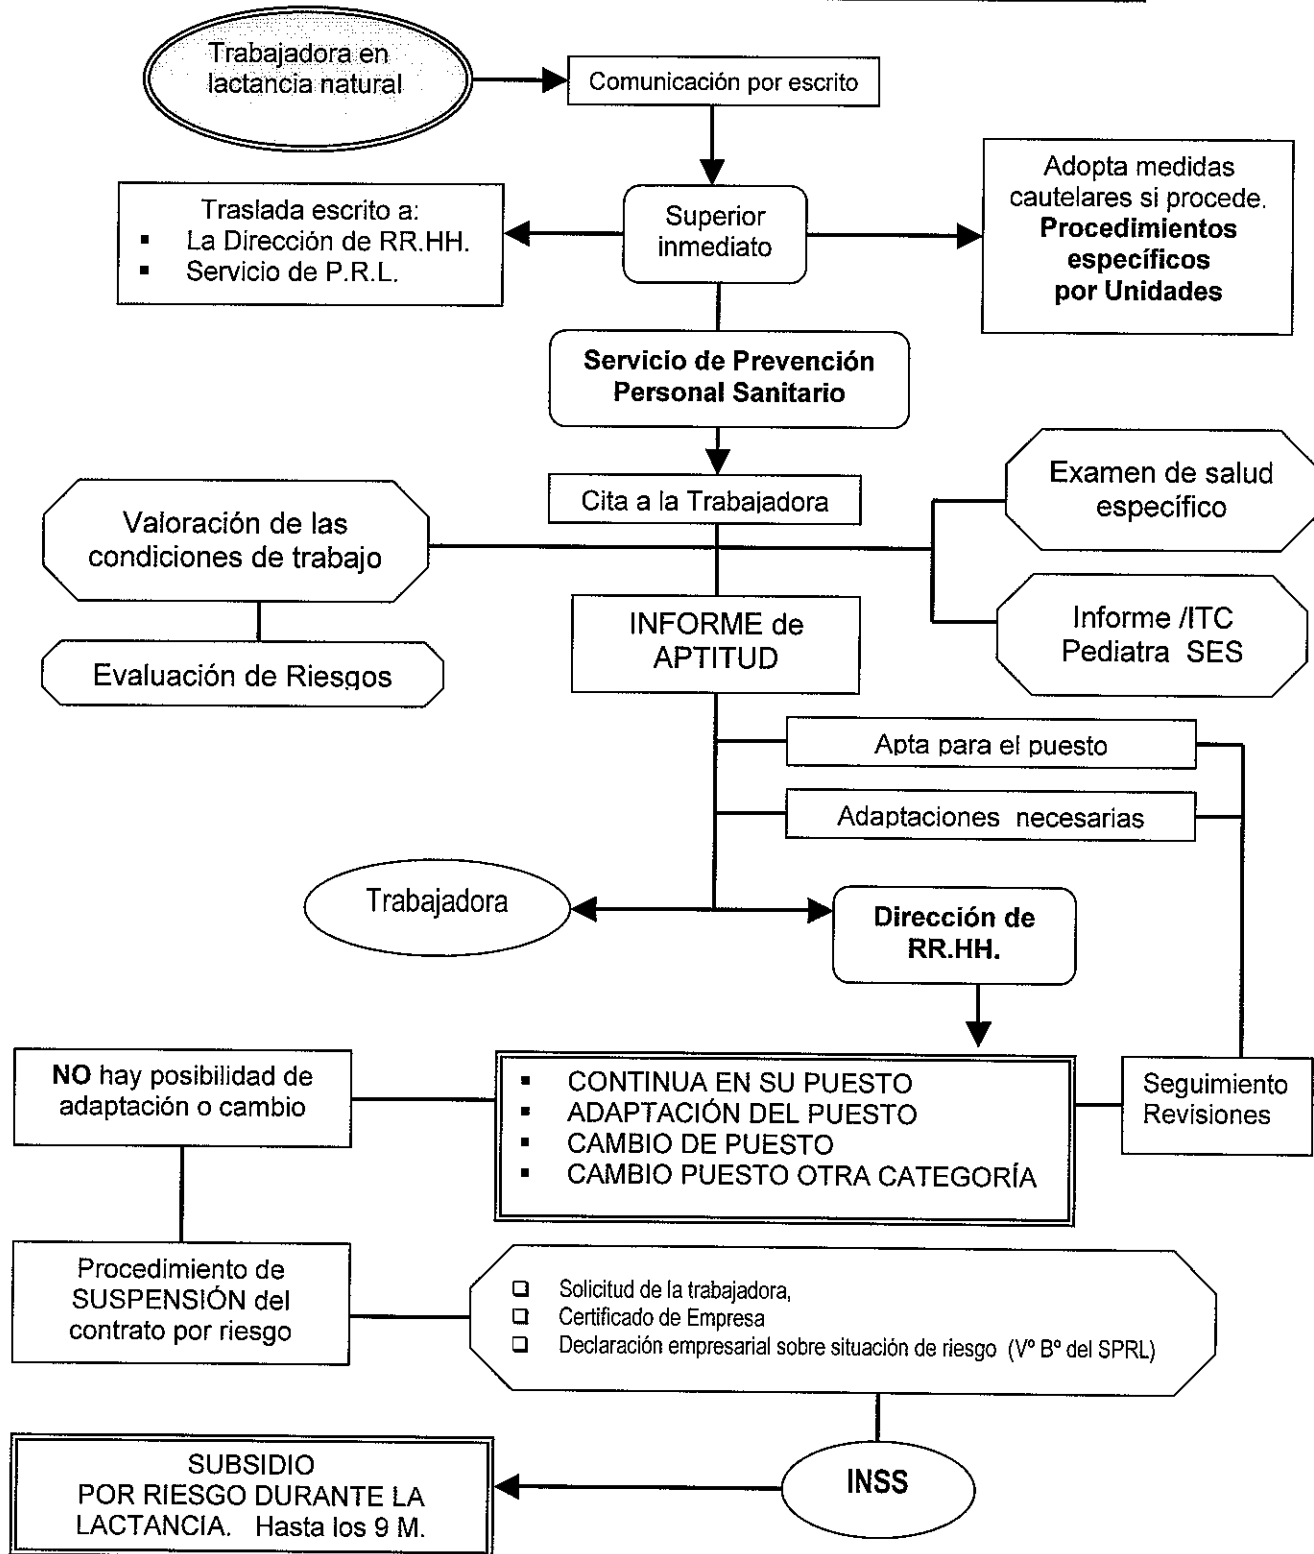 Trabajadora en
lactancia natural
Comunicación por escrito
Traslada escrito a:
▪ La Dirección de RR.HH.
▪ Servicio de P.R.L.
Superior
inmediato
Adopta medidas
cautelares si procede.
Procedimientos
específicos
por Unidades
Servicio de Prevención
Personal Sanitario
Cita a la Trabajadora
Valoración de las
condiciones de trabajo
Evaluación de Riesgos
Examen de salud
específico
Informe /ITC
Pediatra SES
INFORME de
APTITUD
Apta para el puesto
Adaptaciones necesarias
Trabajadora
Dirección de
RR.HH.
NO hay posibilidad de
adaptación o cambio
▪ CONTINUA EN SU PUESTO
▪ ADAPTACIÓN DEL PUESTO
▪ CAMBIO DE PUESTO
▪ CAMBIO PUESTO OTRA CATEGORÍA
Seguimiento
Revisiones
Procedimiento de
SUSPENSIÓN del
contrato por riesgo
❑ Solicitud de la trabajadora,
❑ Certificado de Empresa
❑ Declaración empresarial sobre situación de riesgo (Vº Bº del SPRL)
SUBSIDIO
POR RIESGO DURANTE LA
LACTANCIA. Hasta los 9 M.
INSS